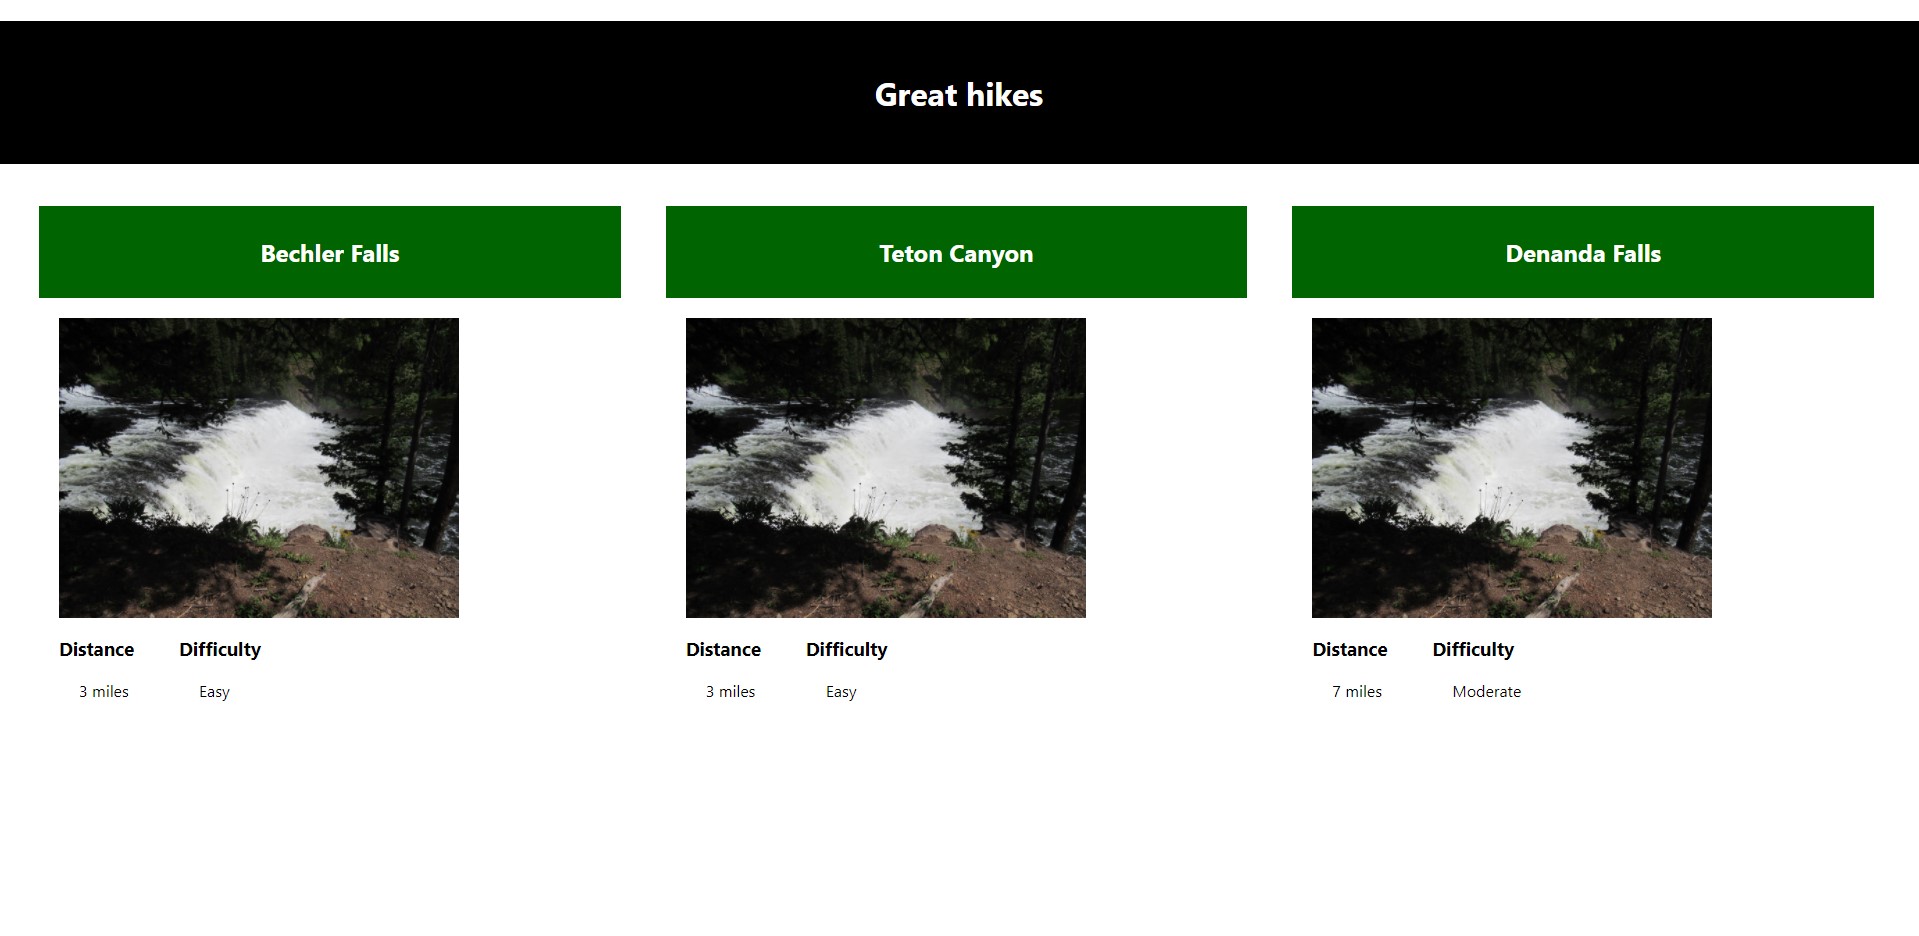 Great hikes
Bechler Falls
Teton Canyon
Denanda Falls
Distance Difficulty
3 miles Easy
Distance Difficulty
3 miles Easy
Distance Difficulty
7 miles Moderate